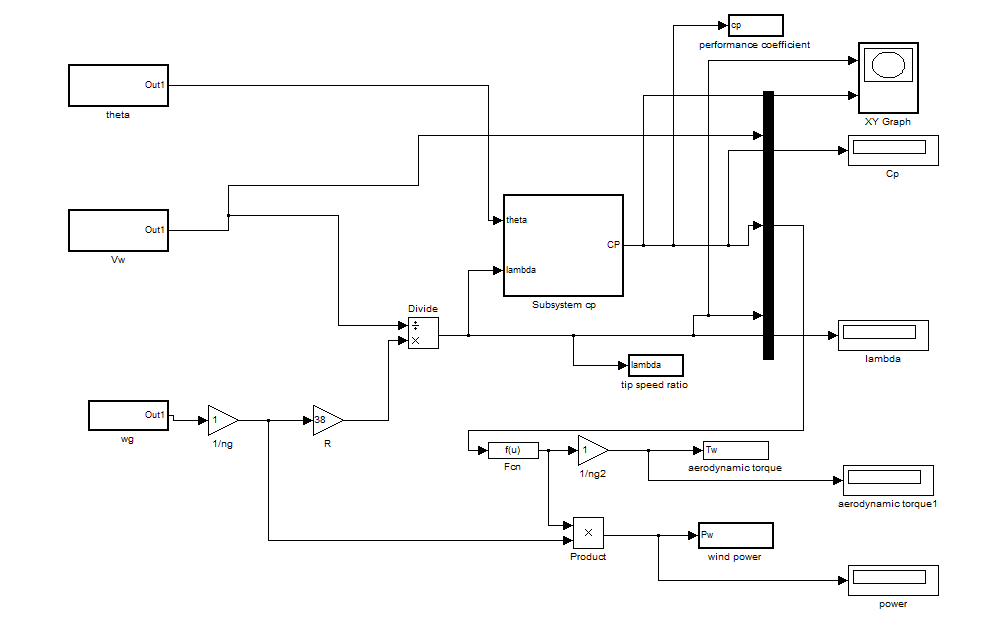 cp
performance coefficient
Out1
theta
XY Graph
Cp
Out1
Vw
theta
CP
lambda
Subsystem cp
Divide
÷
×
lambda
lambda
tip speed ratio
Out1
wg
1
1/ng
38
R
f(u)
Fcn
1
1/ng2
Tw
aerodynamic torque
aerodynamic torque1
×
Product
Pw
wind power
power